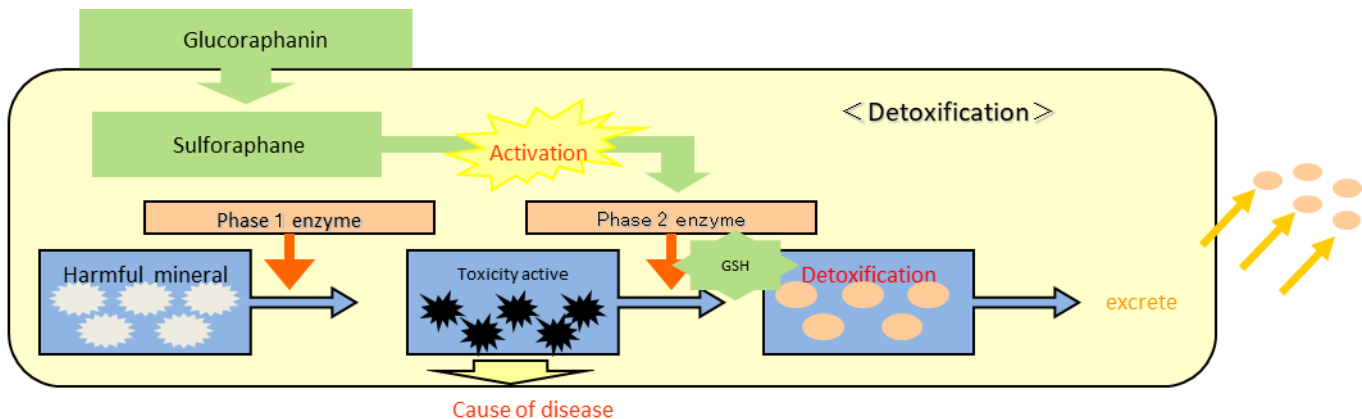 Glucoraphanin
＜Detoxification＞
Sulforaphane
Activation
Phase 1 enzyme
Phase 2 enzyme
Harmful mineral
Toxicity active
GSH
Detoxification
excrete
Cause of disease